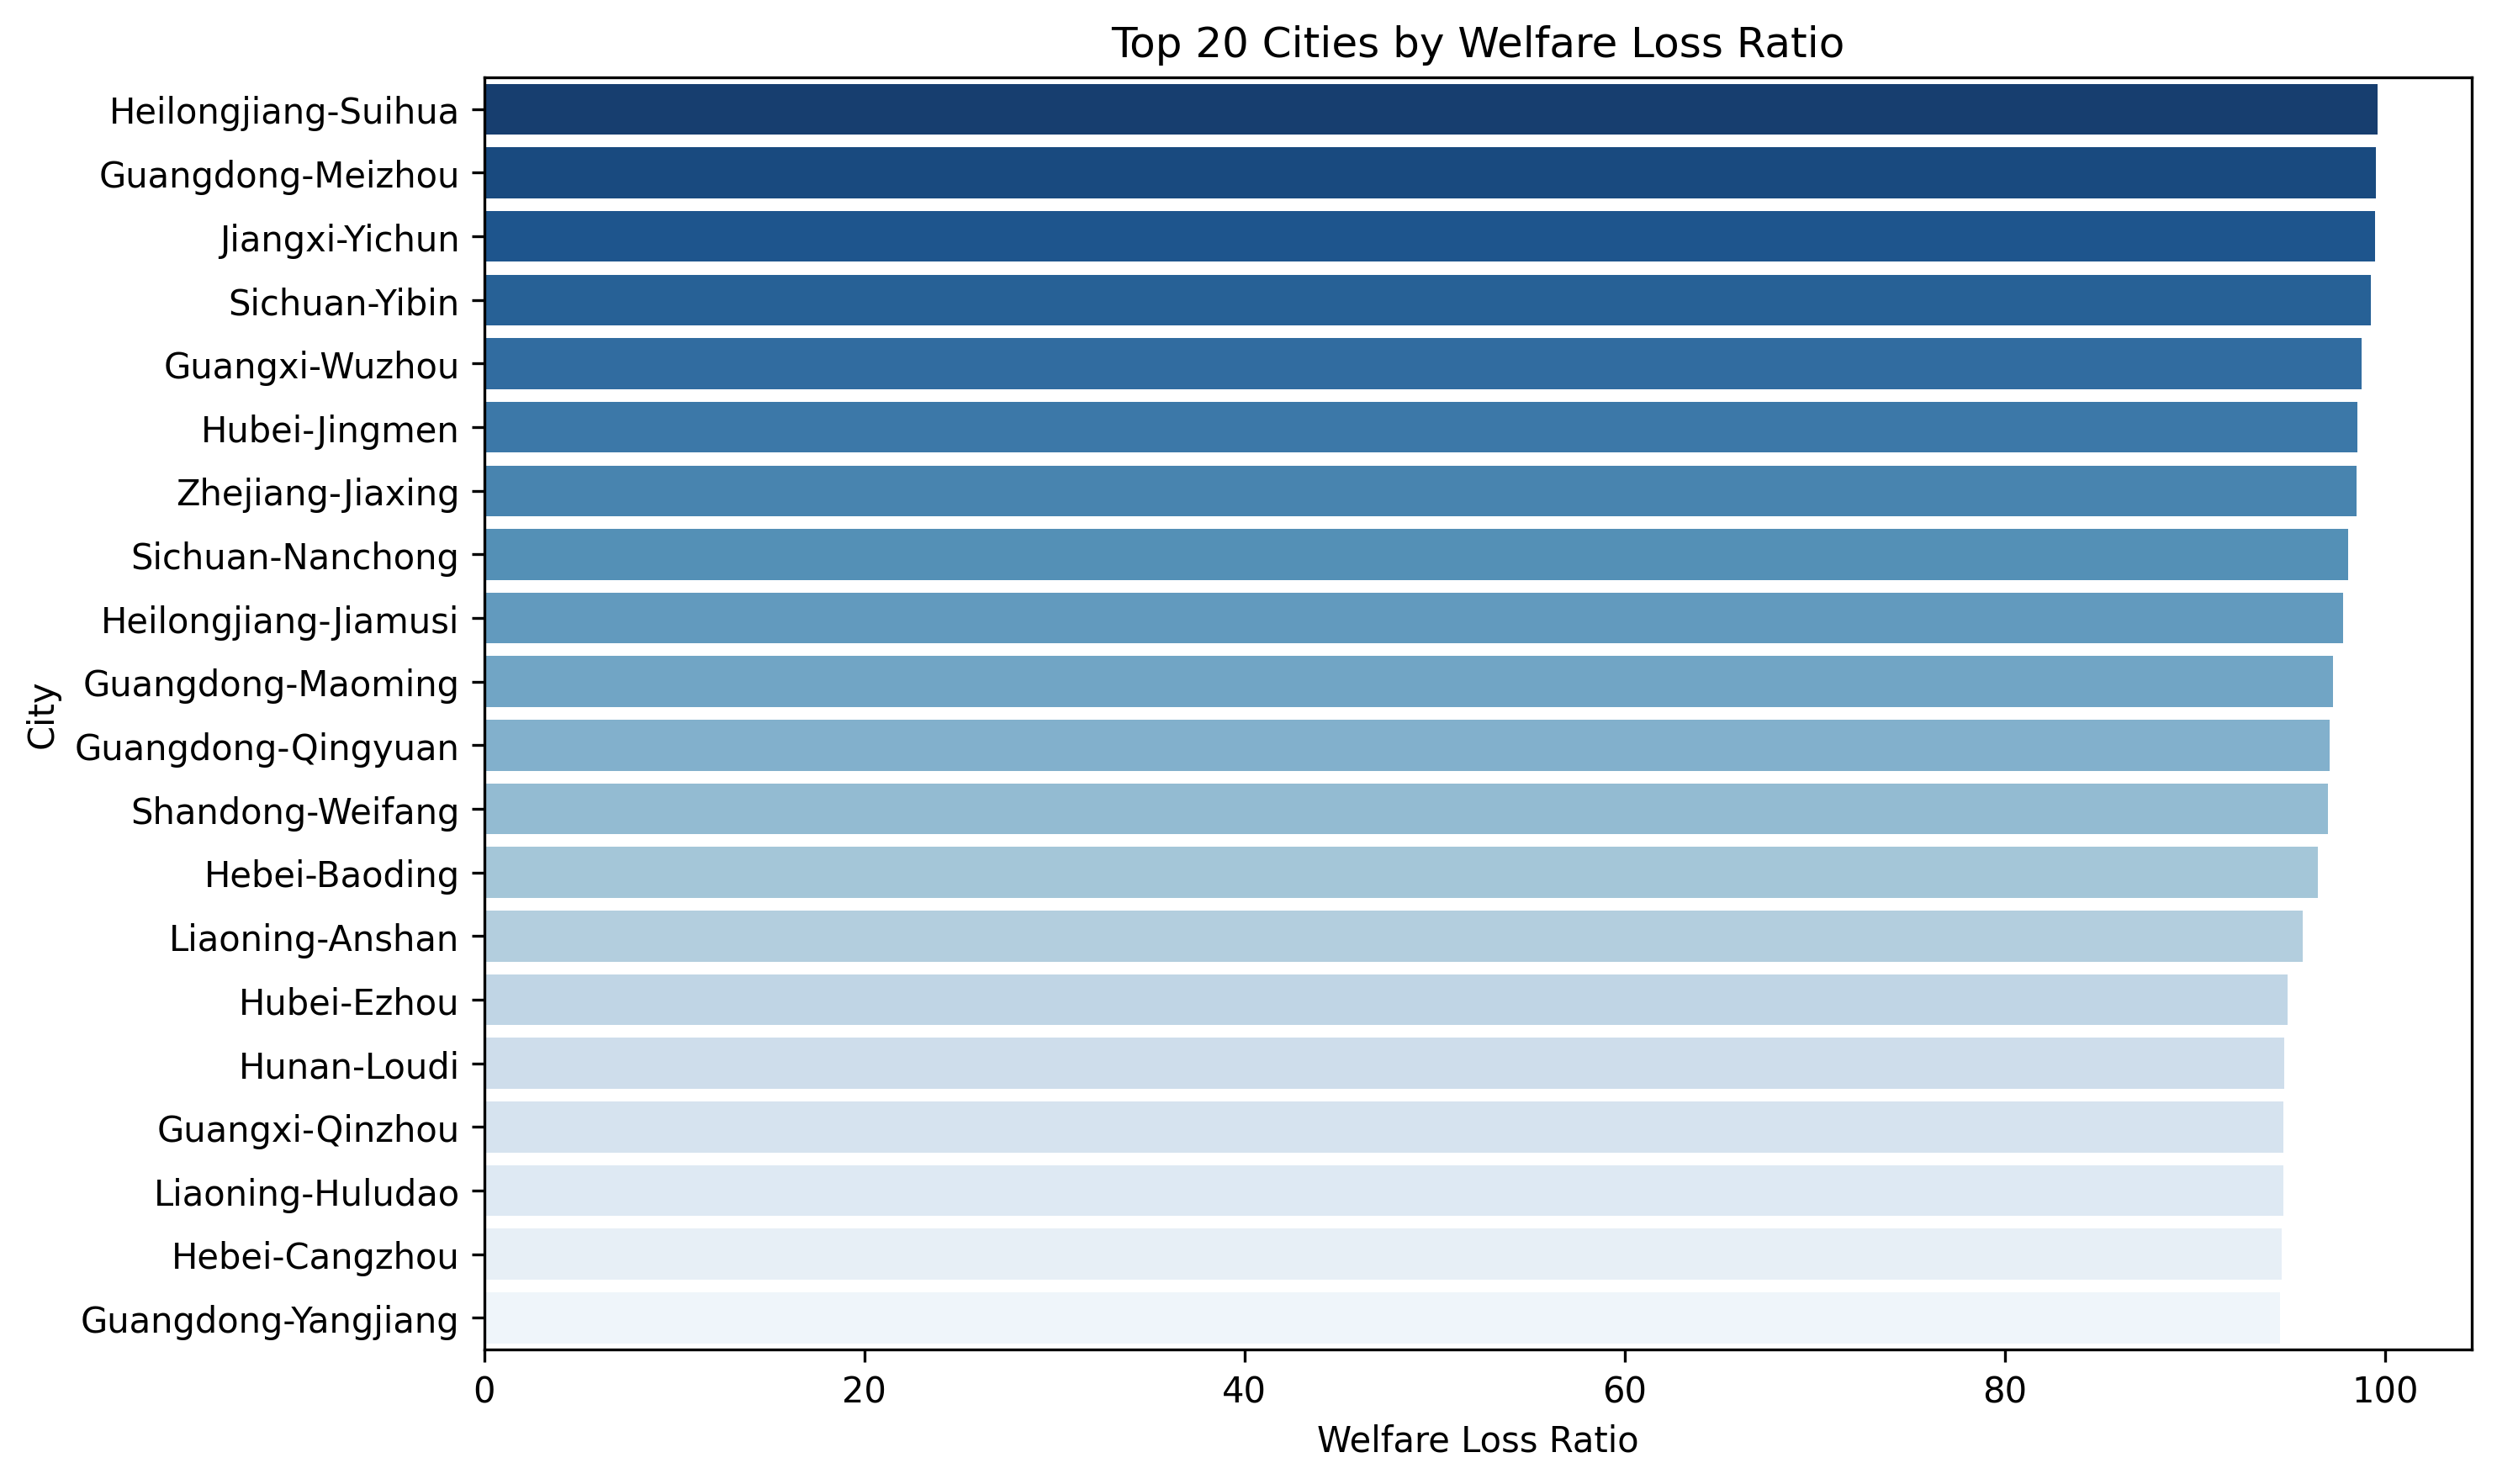 Top 20 Cities by Welfare Loss Ratio
Heilongjiang-Suihua
Guangdong-Meizhou
Jiangxi-Yichun
Sichuan-Yibin
Guangxi-Wuzhou
Hubei-Jingmen
Zhejiang-Jiaxing
Sichuan-Nanchong
Heilongjiang-Jiamusi
Guangdong-Maoming
Guangdong-Qingyuan
Shandong-Weifang
Hebei-Baoding
Liaoning-Anshan
Hubei-Ezhou
Hunan-Loudi
Guangxi-Qinzhou
Liaoning-Huludao
Hebei-Cangzhou
Guangdong-Yangjiang
City
0 20 40 60 80 100
Welfare Loss Ratio